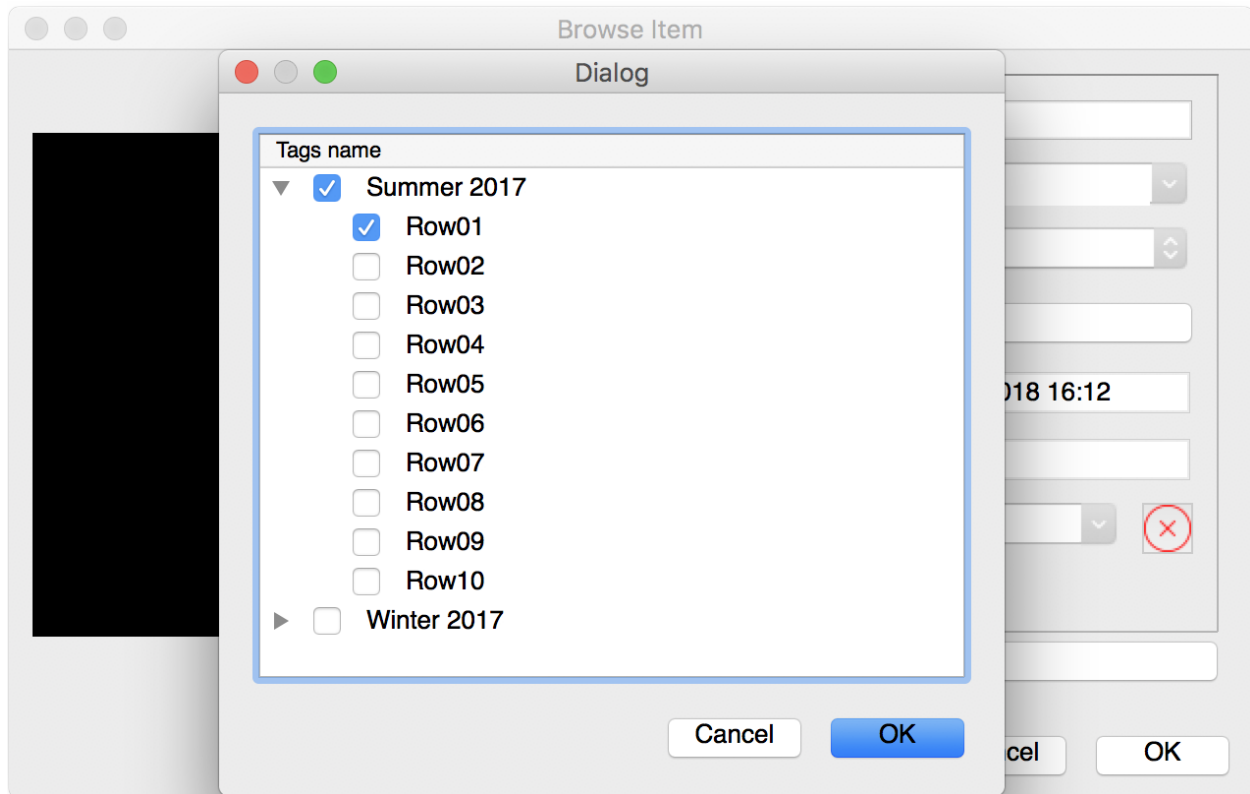 Browse Item
Dialog
Tags name
Summer 2017
Row01
Row02
Row03
Row04
Row05
Row06
Row07
Row08
Row09
Row10
Winter 2017
Cancel
OK
018 16:12
cel
OK